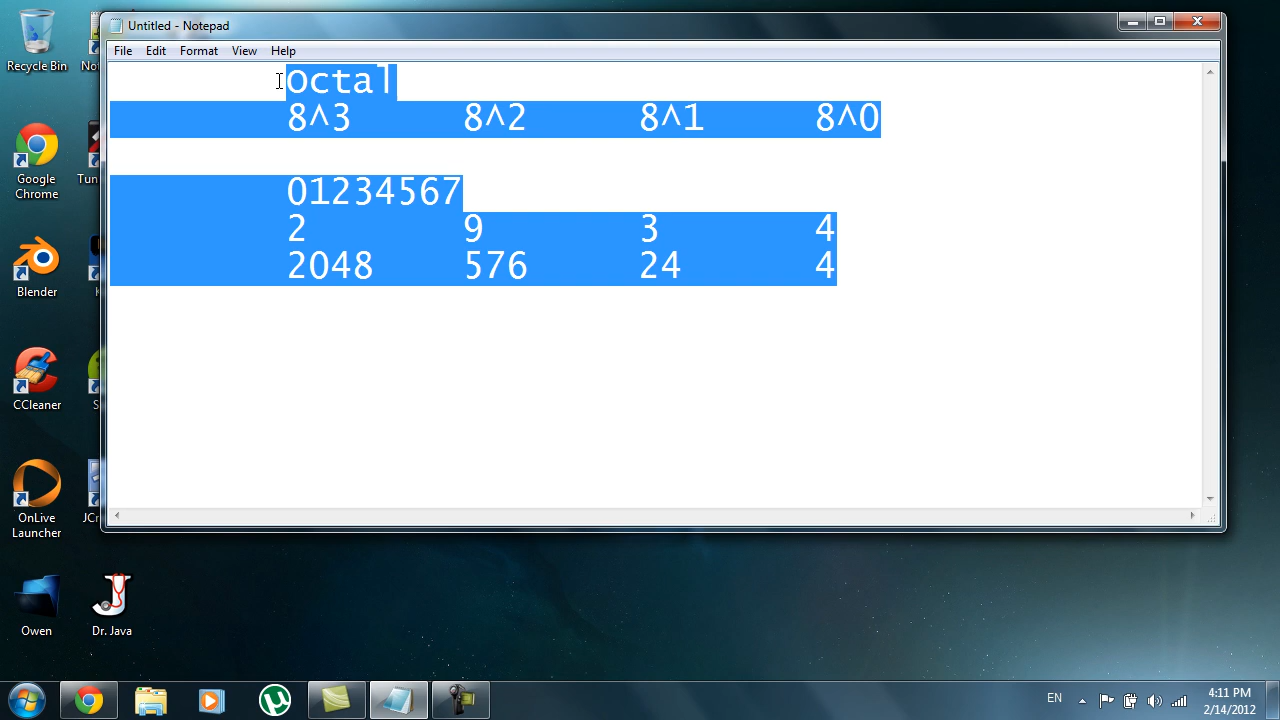 Untitled - Notepad
File Edit Format View Help
Octal
8^3 8^2 8^1 8^0
01234567
2 9 3 4
2048 576 24 4
Recycle Bin
Google
Chrome
Blender
CCleaner
OnLive
Launcher
Owen
Dr. Java
EN
4:11 PM
2/14/2012